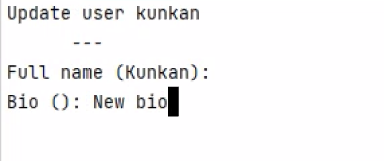 Update user kunkan
---
Full name (Kunkan):
Bio (): New bio